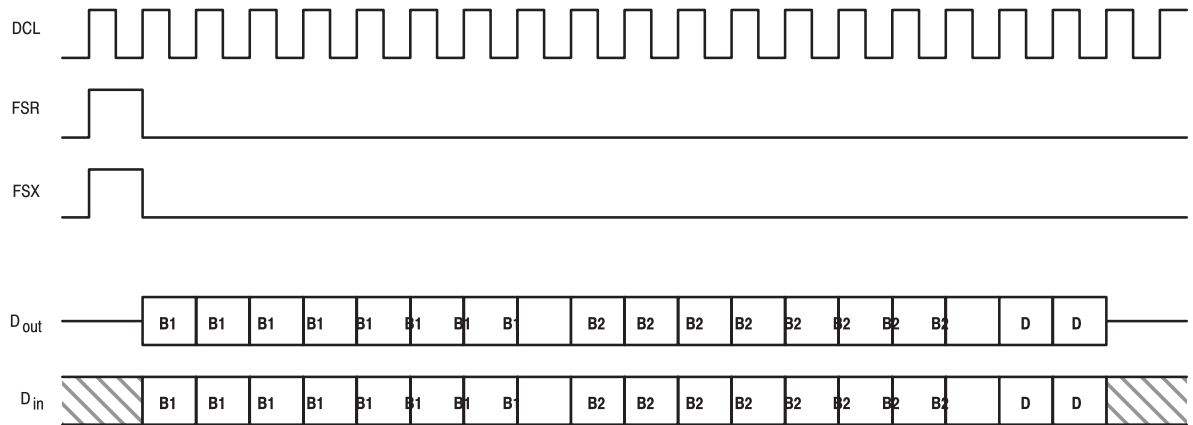 DCL
FSR
FSX
Dout B1 B1 B1 B1 B1 B1 B1 B1 B2 B2 B2 B2 B2 B2 B2 B2 D D
Din B1 B1 B1 B1 B1 B1 B1 B1 B2 B2 B2 B2 B2 B2 B2 B2 D D